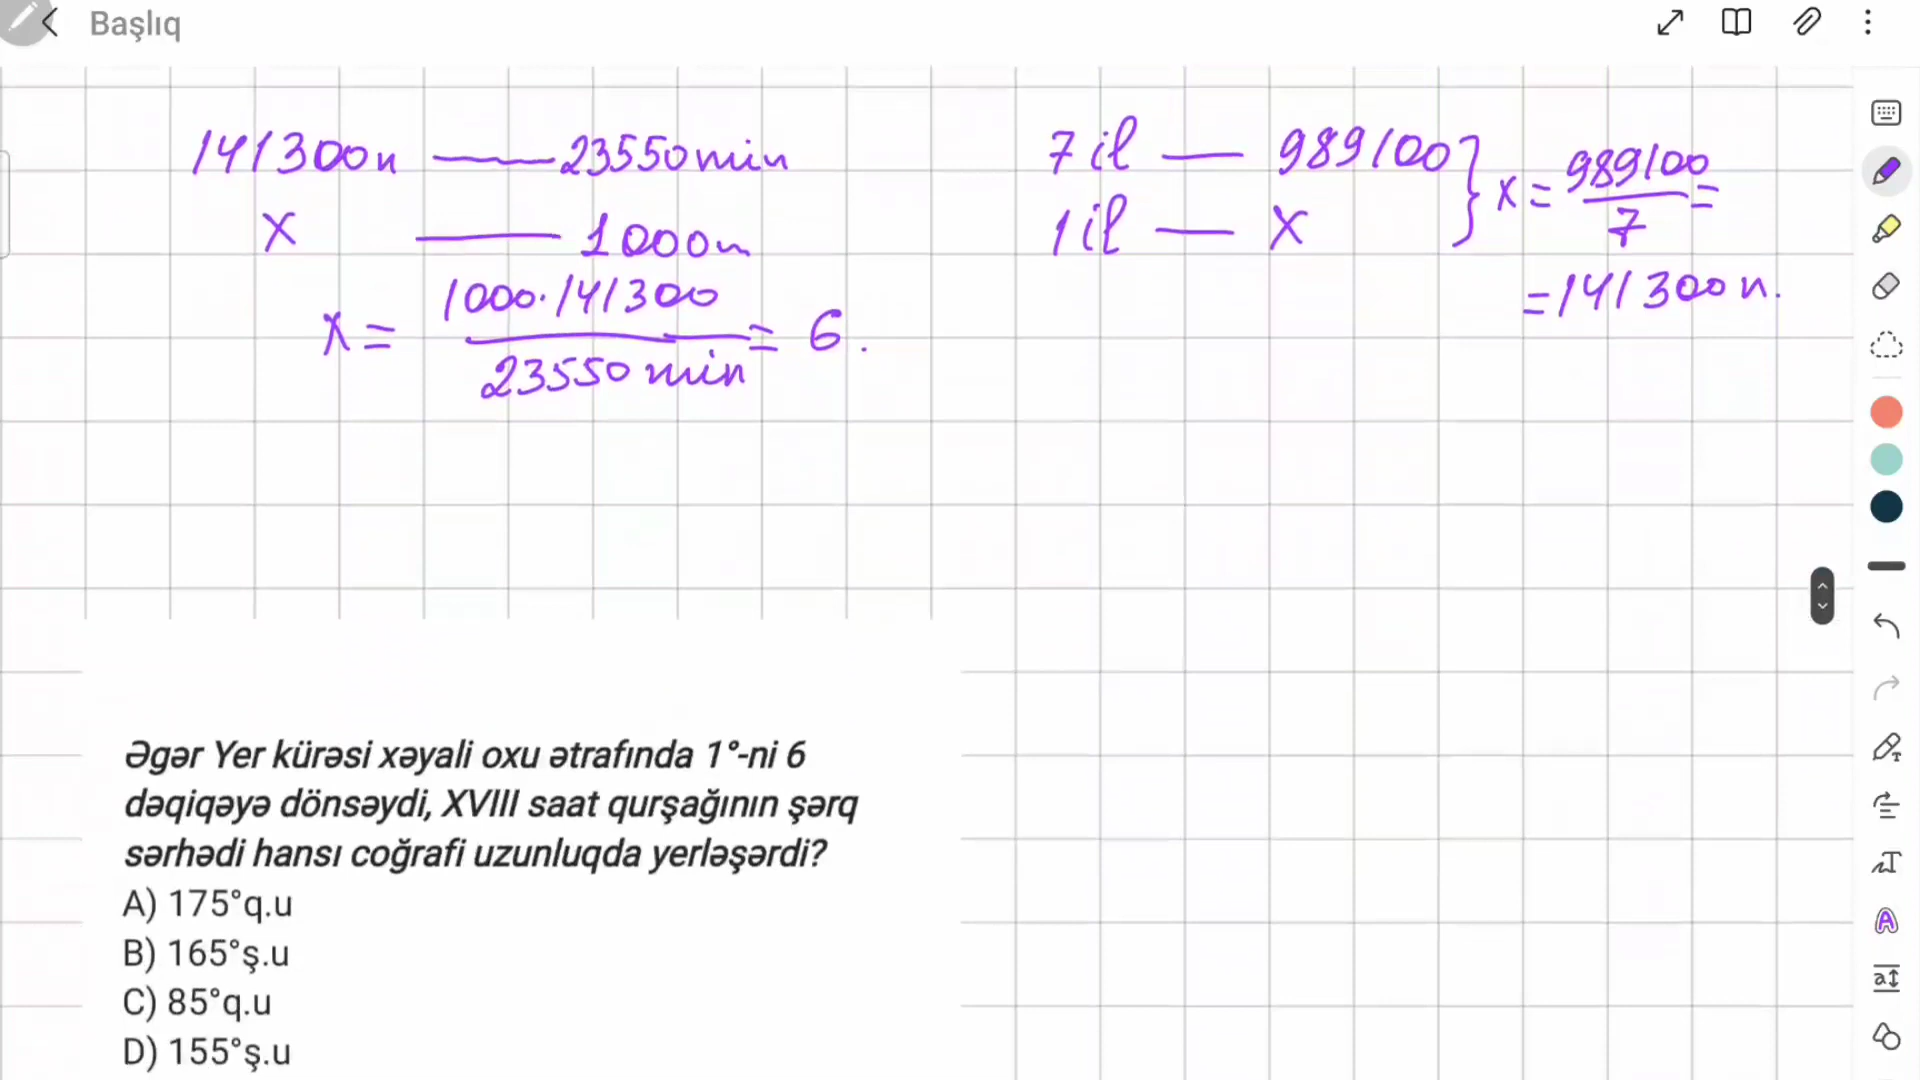 Başlıq
141300n — 23550min
X — 1000n
X = 1000·141300 / 23550 min = 6.
7 il — 989100 } X = 989100 / 7 =
1 il — X
= 141300 n.
Əgər Yer kürəsi xəyali oxu ətrafında 1°-ni 6
dəqiqəyə dönsəydi, XVIII saat qurşağının şərq
sərhədi hansı coğrafi uzunluqda yerləşərdi?
A) 175°q.u
B) 165°ş.u
C) 85°q.u
D) 155°ş.u